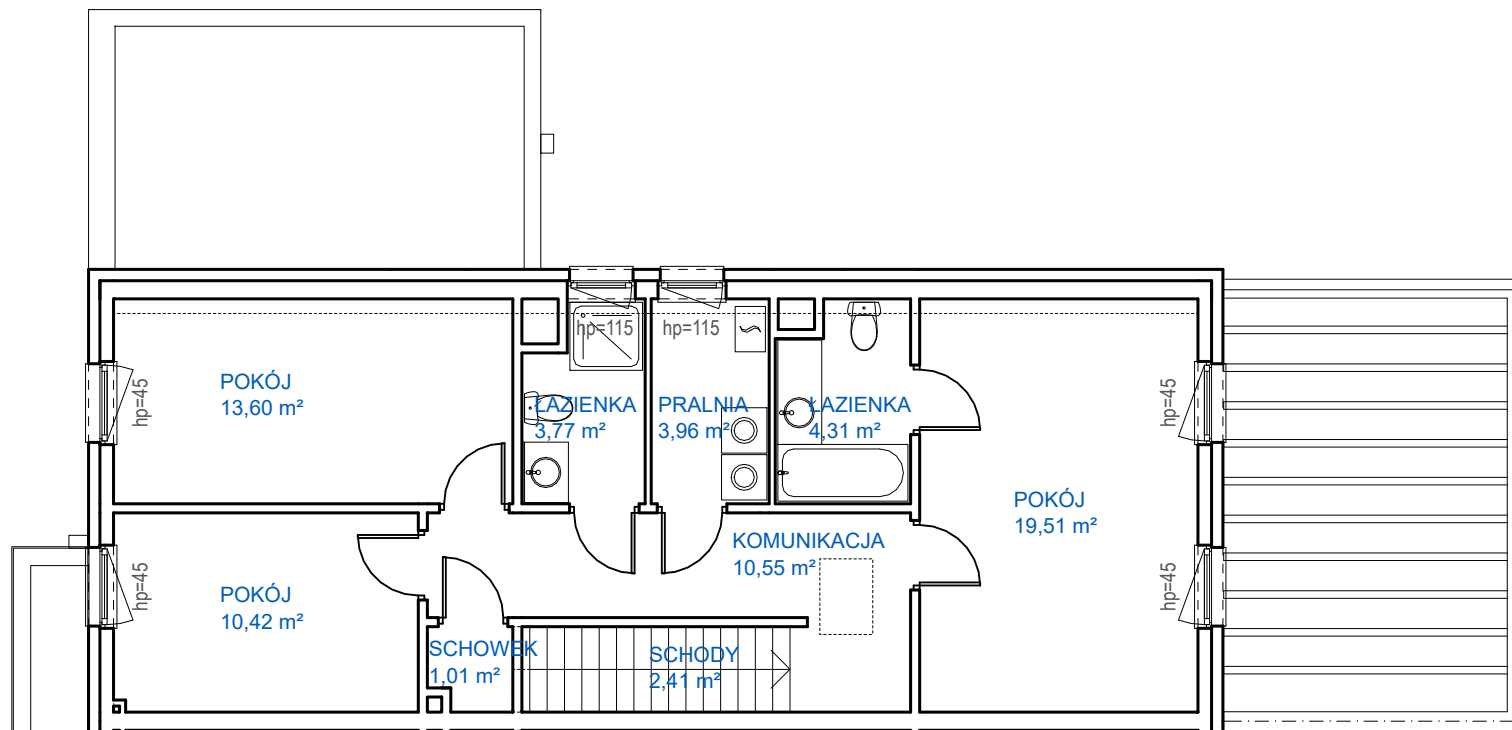 hp=115
hp=115
POKÓJ
13,60 m²
hp=45
ŁAZIENKA
3,77 m²
PRALNIA
3,96 m²
ŁAZIENKA
4,31 m²
hp=45
POKÓJ
19,51 m²
KOMUNIKACJA
10,55 m²
POKÓJ
10,42 m²
hp=45
hp=45
SCHOWEK
1,01 m²
SCHODY
2,41 m²